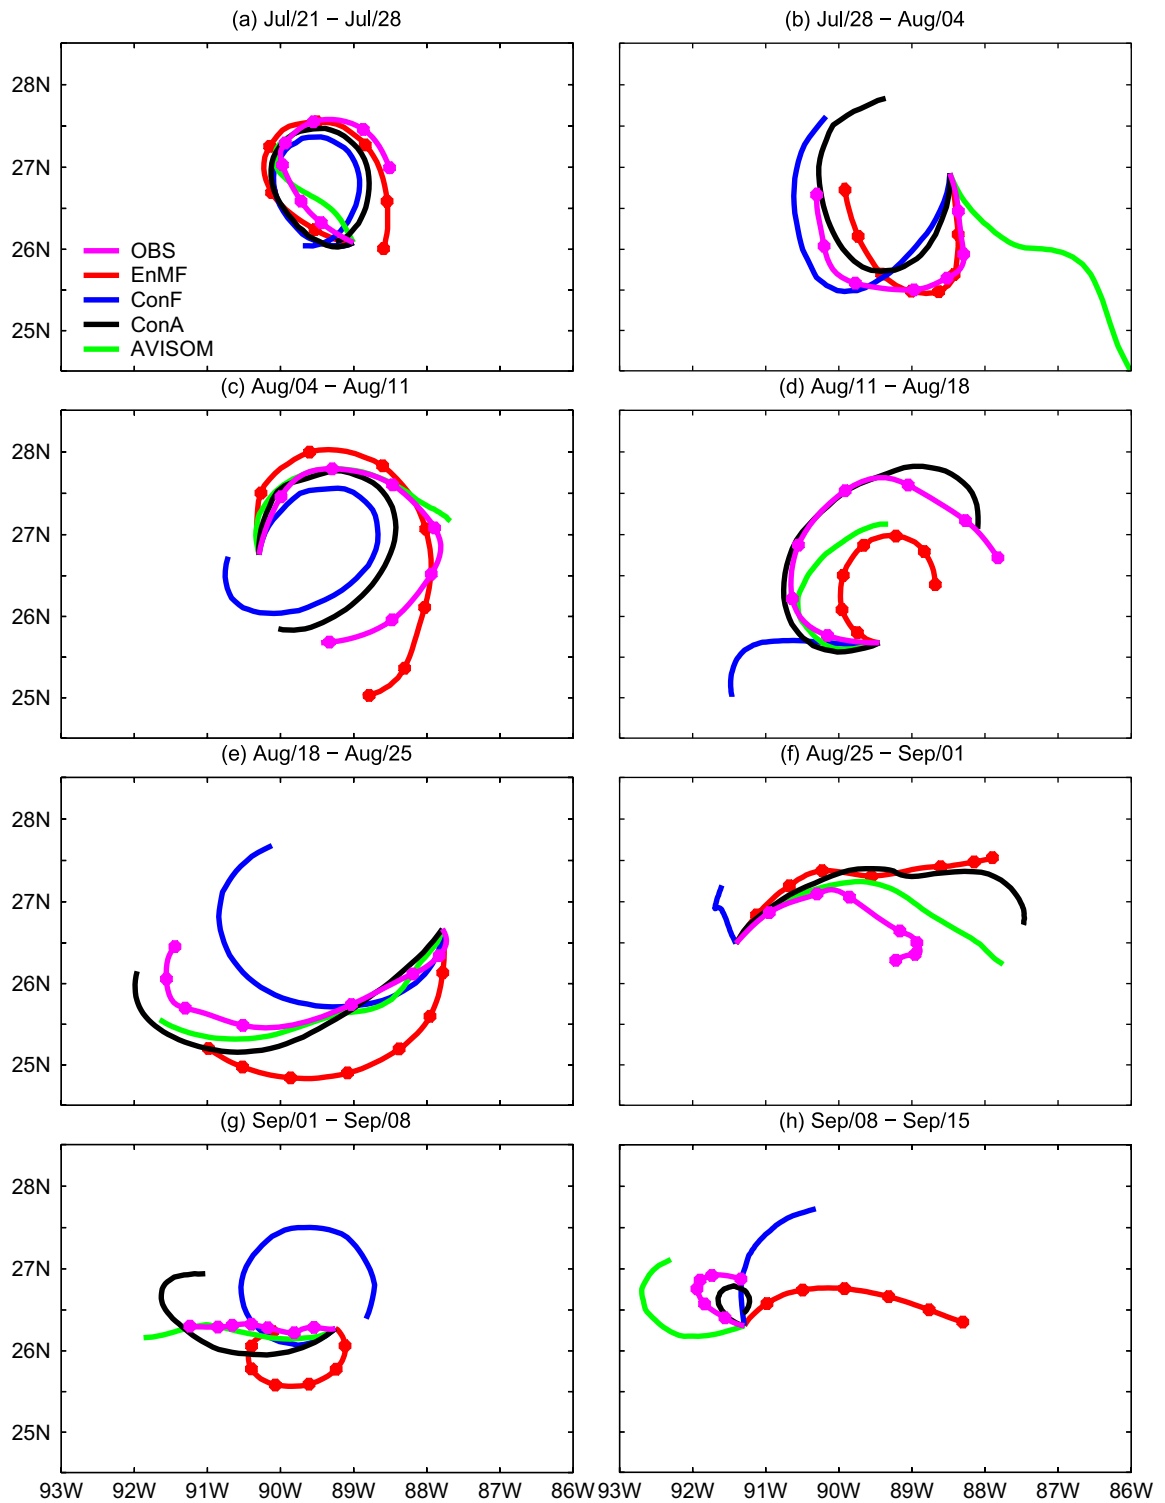 (a) Jul/21 − Jul/28
(b) Jul/28 − Aug/04
28N
27N
26N
25N
OBS
EnMF
ConF
ConA
AVISOM
(c) Aug/04 − Aug/11
(d) Aug/11 − Aug/18
28N
27N
26N
25N
(e) Aug/18 − Aug/25
(f) Aug/25 − Sep/01
28N
27N
26N
25N
(g) Sep/01 − Sep/08
(h) Sep/08 − Sep/15
28N
27N
26N
25N
93W 92W 91W 90W 89W 88W 87W 86W
93W 92W 91W 90W 89W 88W 87W 86W